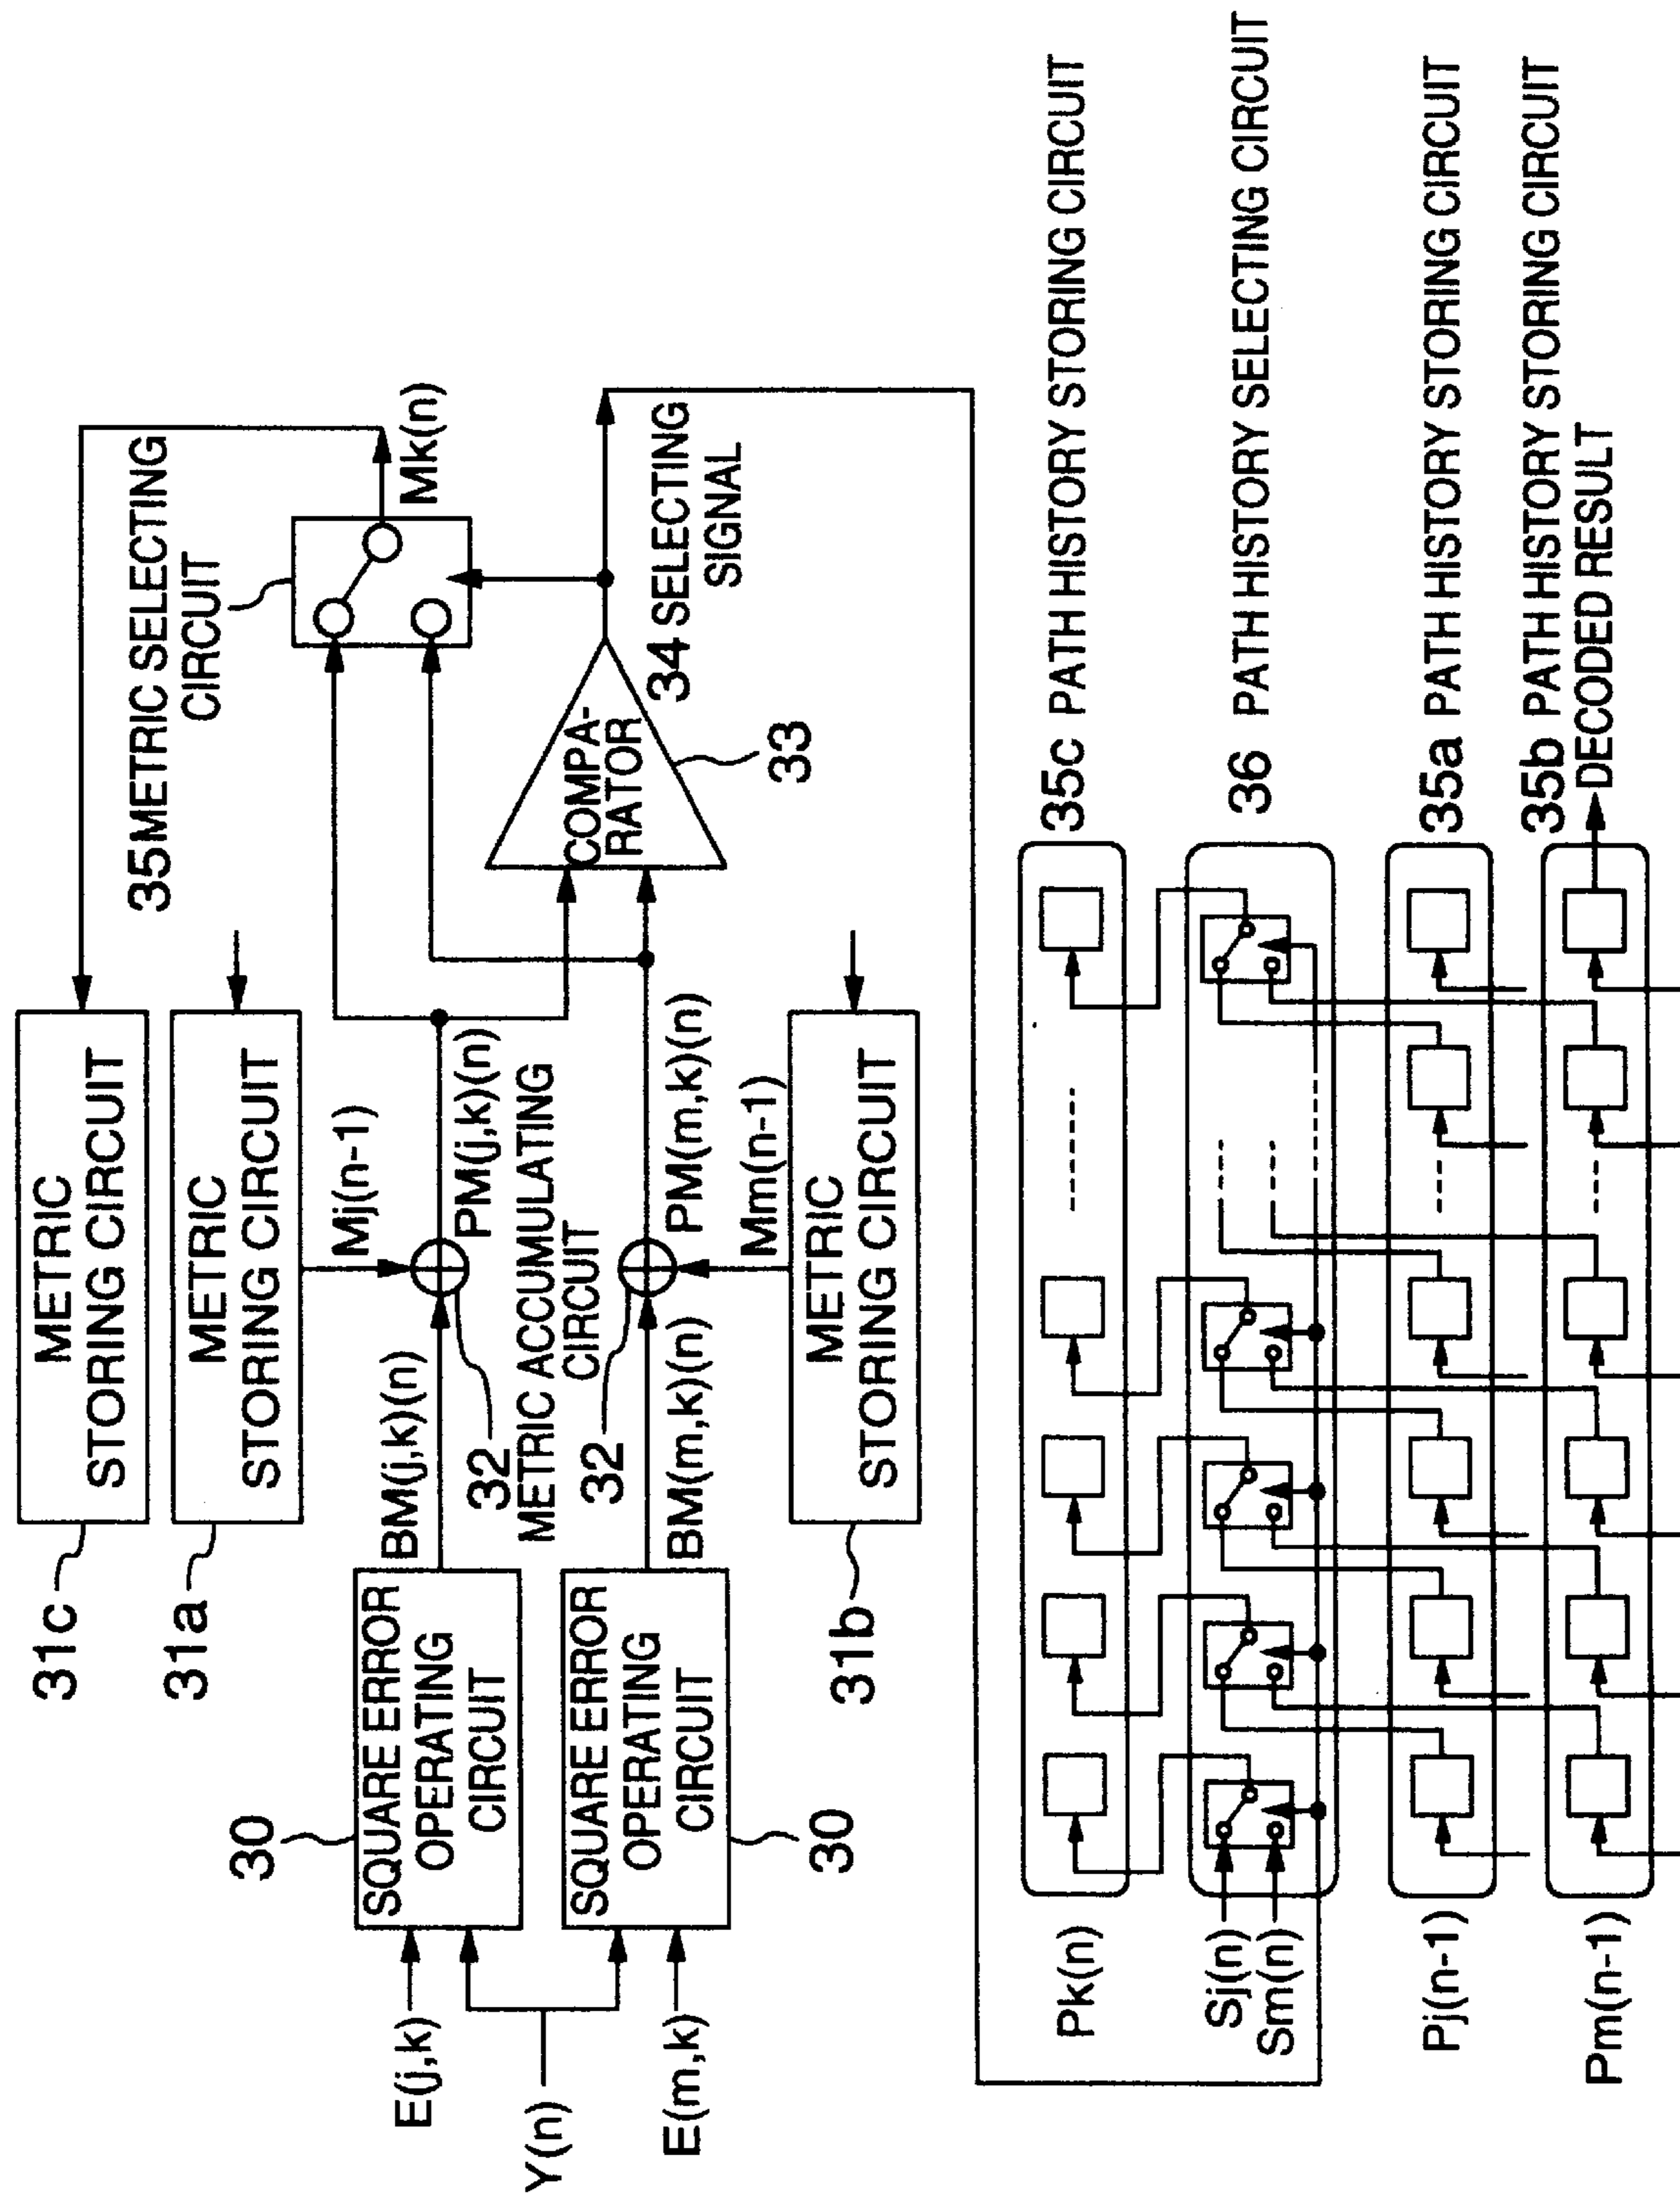 31c
METRIC
STORING CIRCUIT
31a
METRIC
STORING CIRCUIT
35 METRIC SELECTING
CIRCUIT
Mk(n)
30
SQUARE ERROR
OPERATING
CIRCUIT
E(j,k)
Y(n)
E(m,k)
SQUARE ERROR
OPERATING
CIRCUIT
30
BM(j,k)(n)
Mj(n-1)
PM(j,k)(n)
32
METRIC ACCUMULATING
CIRCUIT
32
BM(m,k)(n)
PM(m,k)(n)
Mm(n-1)
31b
METRIC
STORING CIRCUIT
COMPA-
RATOR
33
34 SELECTING
SIGNAL
Pk(n)
35c PATH HISTORY STORING CIRCUIT
Sj(n)
Sm(n)
36 PATH HISTORY SELECTING CIRCUIT
Pj(n-1)
35a PATH HISTORY STORING CIRCUIT
Pm(n-1)
35b PATH HISTORY STORING CIRCUIT
DECODED RESULT